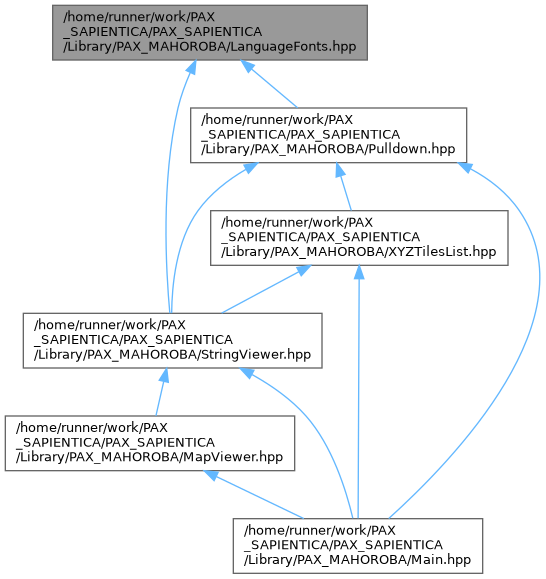 /home/runner/work/PAX
_SAPIENTICA/PAX_SAPIENTICA
/Library/PAX_MAHOROBA/LanguageFonts.hpp
/home/runner/work/PAX
_SAPIENTICA/PAX_SAPIENTICA
/Library/PAX_MAHOROBA/Pulldown.hpp
/home/runner/work/PAX
_SAPIENTICA/PAX_SAPIENTICA
/Library/PAX_MAHOROBA/XYZTilesList.hpp
/home/runner/work/PAX
_SAPIENTICA/PAX_SAPIENTICA
/Library/PAX_MAHOROBA/StringViewer.hpp
/home/runner/work/PAX
_SAPIENTICA/PAX_SAPIENTICA
/Library/PAX_MAHOROBA/MapViewer.hpp
/home/runner/work/PAX
_SAPIENTICA/PAX_SAPIENTICA
/Library/PAX_MAHOROBA/Main.hpp